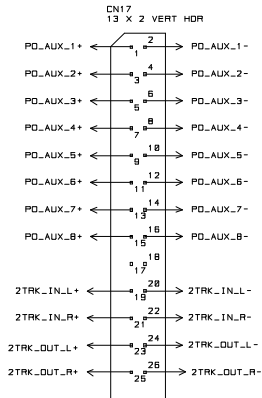 CN17
13 X 2 VERT HDR
PO_AUX_1+ 1 2 PO_AUX_1-
PO_AUX_2+ 3 4 PO_AUX_2-
PO_AUX_3+ 5 6 PO_AUX_3-
PO_AUX_4+ 7 8 PO_AUX_4-
PO_AUX_5+ 9 10 PO_AUX_5-
PO_AUX_6+ 11 12 PO_AUX_6-
PO_AUX_7+ 13 14 PO_AUX_7-
PO_AUX_8+ 15 16 PO_AUX_8-
17 18
2TRK_IN_L+ 19 20 2TRK_IN_L-
2TRK_IN_R+ 21 22 2TRK_IN_R-
2TRK_OUT_L+ 23 24 2TRK_OUT_L-
2TRK_OUT_R+ 25 26 2TRK_OUT_R-